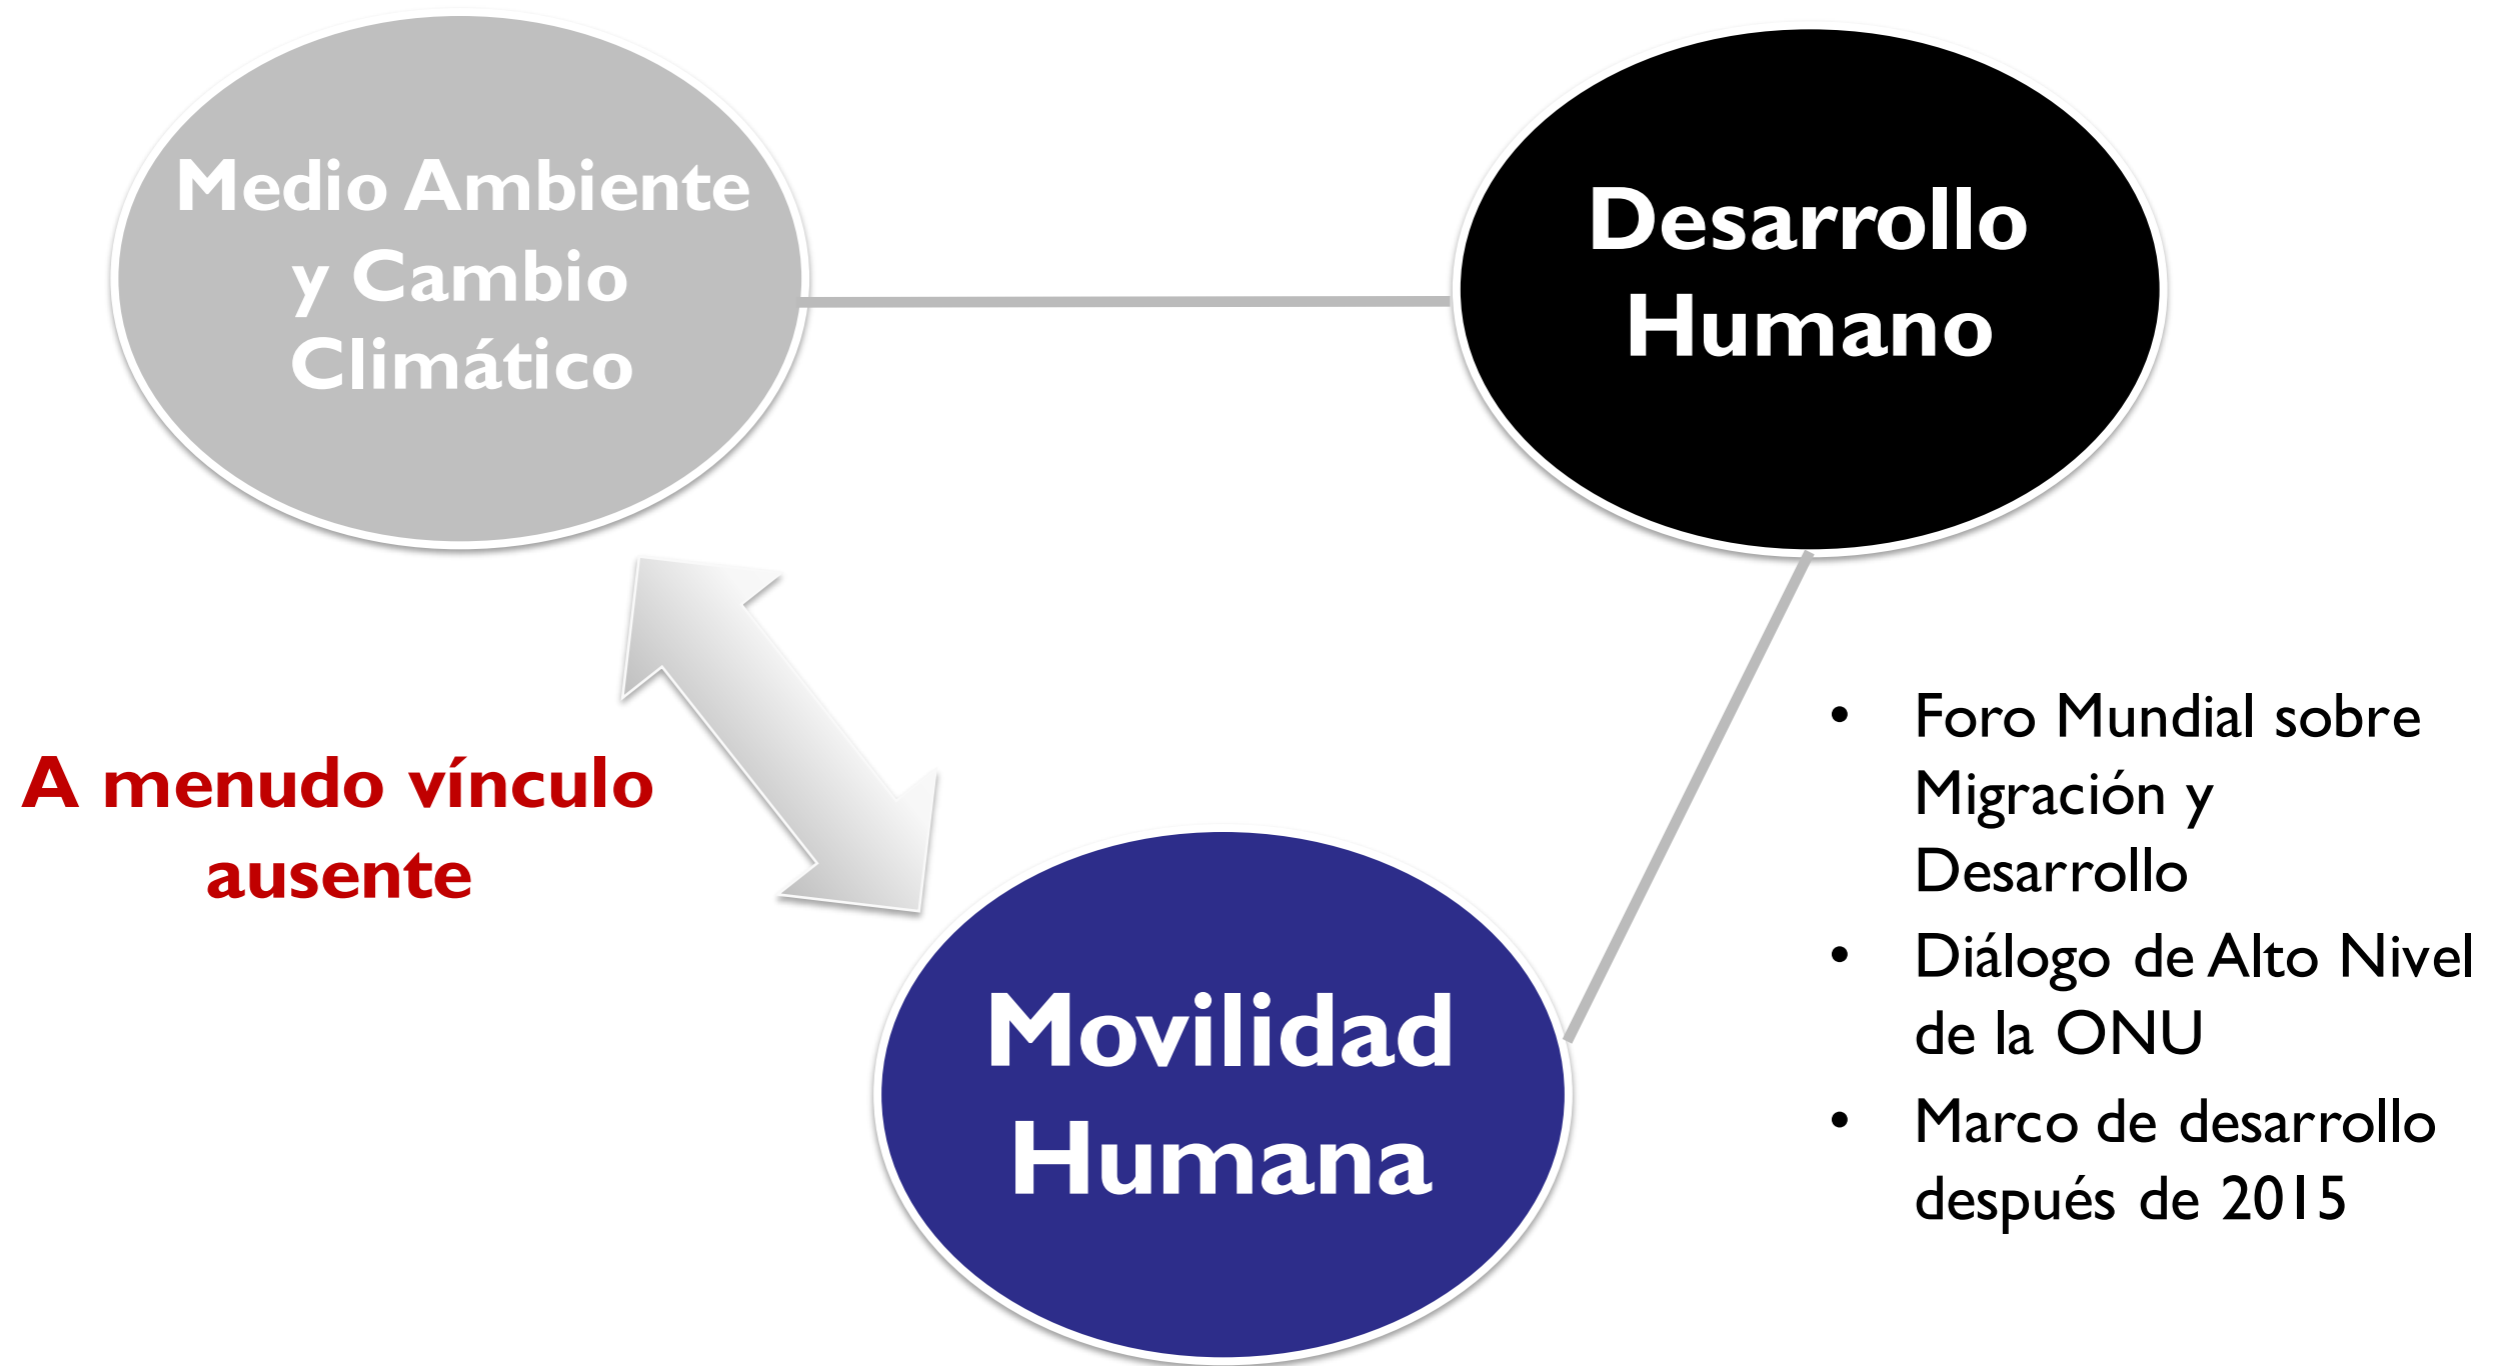 Medio Ambiente
y Cambio
Climático
Desarrollo
Humano
A menudo vínculo
ausente
Movilidad
Humana
• Foro Mundial sobre
Migración y
Desarrollo
• Diálogo de Alto Nivel
de la ONU
• Marco de desarrollo
después de 2015